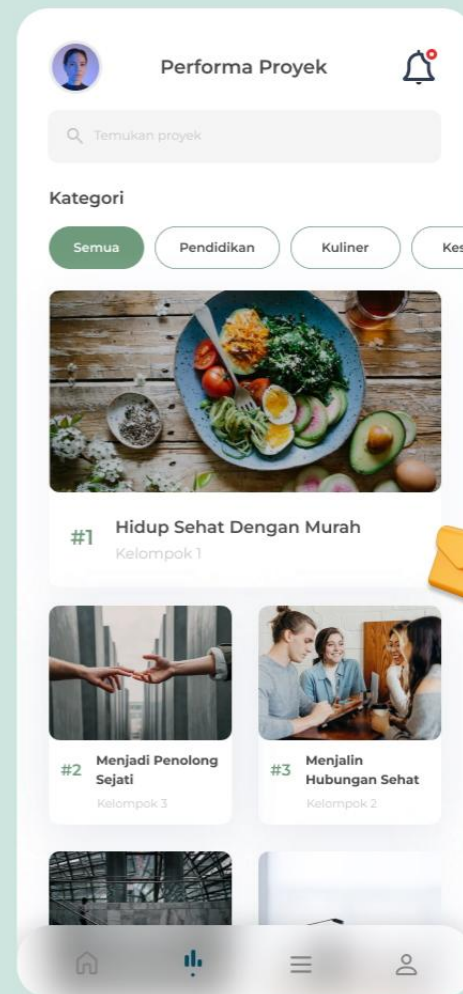 Performa Proyek
Temukan proyek
Kategori
Semua
Pendidikan
Kuliner
Kes
#1
Hidup Sehat Dengan Murah
Kelompok 1
#2
Menjadi Penolong
Sejati
Kelompok 3
#3
Menjalin
Hubungan Sehat
Kelompok 2